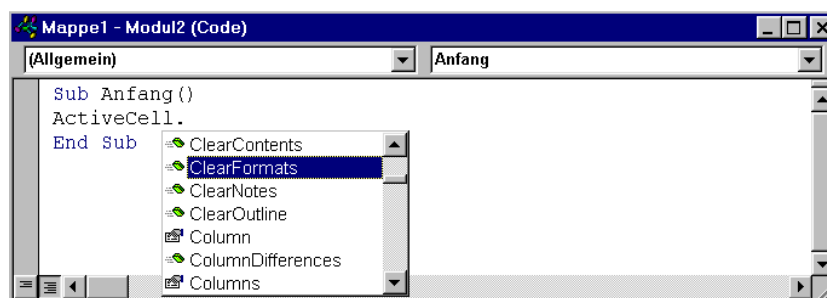 Mappe1 - Modul2 (Code)
(Allgemein) Anfang
Sub Anfang()
ActiveCell.
End Sub
ClearContents
ClearFormats
ClearNotes
ClearOutline
Column
ColumnDifferences
Columns